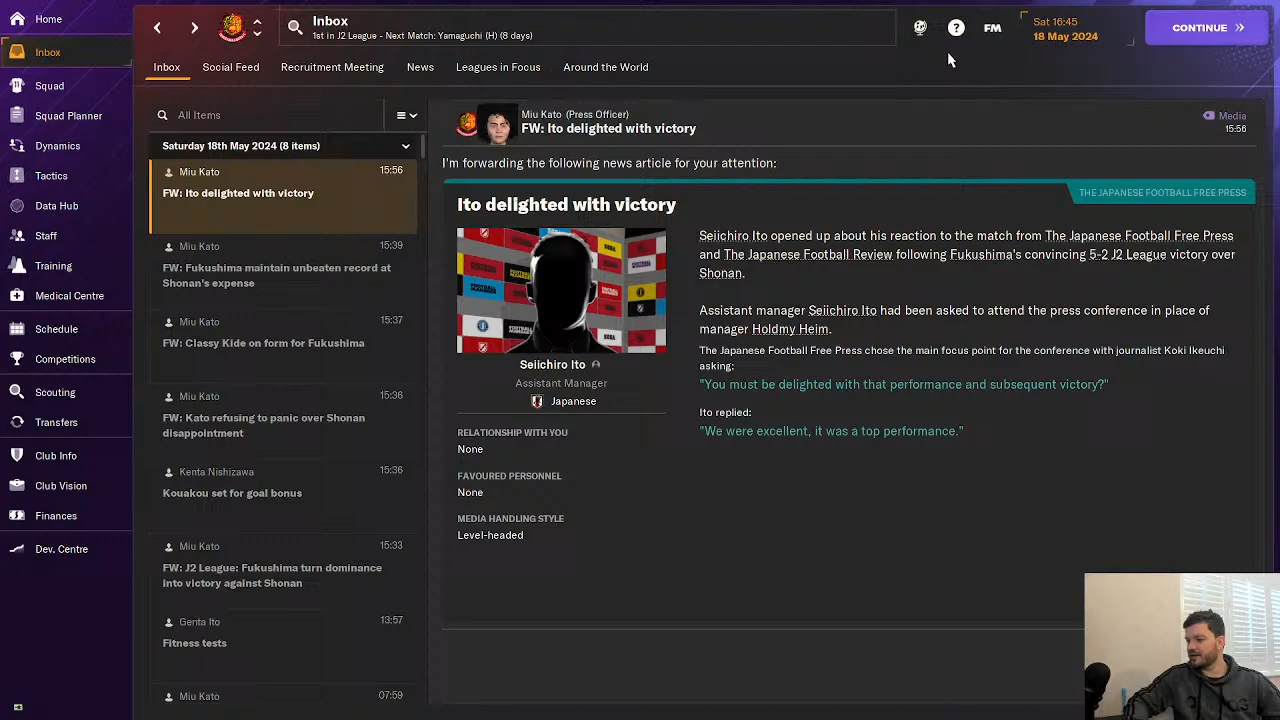 Home
Inbox
Squad
Squad Planner
Dynamics
Tactics
Data Hub
Staff
Training
Medical Centre
Schedule
Competitions
Scouting
Transfers
Club Info
Club Vision
Finances
Dev. Centre
Inbox
1st in J2 League - Next Match: Yamaguchi (H) (8 days)
FM
Sat 16:45
18 May 2024
CONTINUE
Inbox
Social Feed
Recruitment Meeting
News
Leagues in Focus
Around the World
All Items
Saturday 18th May 2024 (8 items)
Miu Kato 15:56
FW: Ito delighted with victory
Miu Kato 15:39
FW: Fukushima maintain unbeaten record at
Shonan's expense
Miu Kato 15:37
FW: Classy Kide on form for Fukushima
Miu Kato 15:36
FW: Kato refusing to panic over Shonan
disappointment
Kenta Nishizawa 15:36
Kouakou set for goal bonus
Miu Kato 15:33
FW: J2 League: Fukushima turn dominance
into victory against Shonan
Genta Ito 13:57
Fitness tests
Miu Kato 07:59
Miu Kato (Press Officer)
FW: Ito delighted with victory
Media
15:56
I'm forwarding the following news article for your attention:
THE JAPANESE FOOTBALL FREE PRESS
Ito delighted with victory
Seiichiro Ito
Assistant Manager
Japanese
RELATIONSHIP WITH YOU
None
FAVOURED PERSONNEL
None
MEDIA HANDLING STYLE
Level-headed
Seiichiro Ito opened up about his reaction to the match from The Japanese Football Free Press
and The Japanese Football Review following Fukushima's convincing 5-2 J2 League victory over
Shonan.
Assistant manager Seiichiro Ito had been asked to attend the press conference in place of
manager Holdmy Heim.
The Japanese Football Free Press chose the main focus point for the conference with journalist Koki Ikeuchi
asking:
"You must be delighted with that performance and subsequent victory?"
Ito replied:
"We were excellent, it was a top performance."